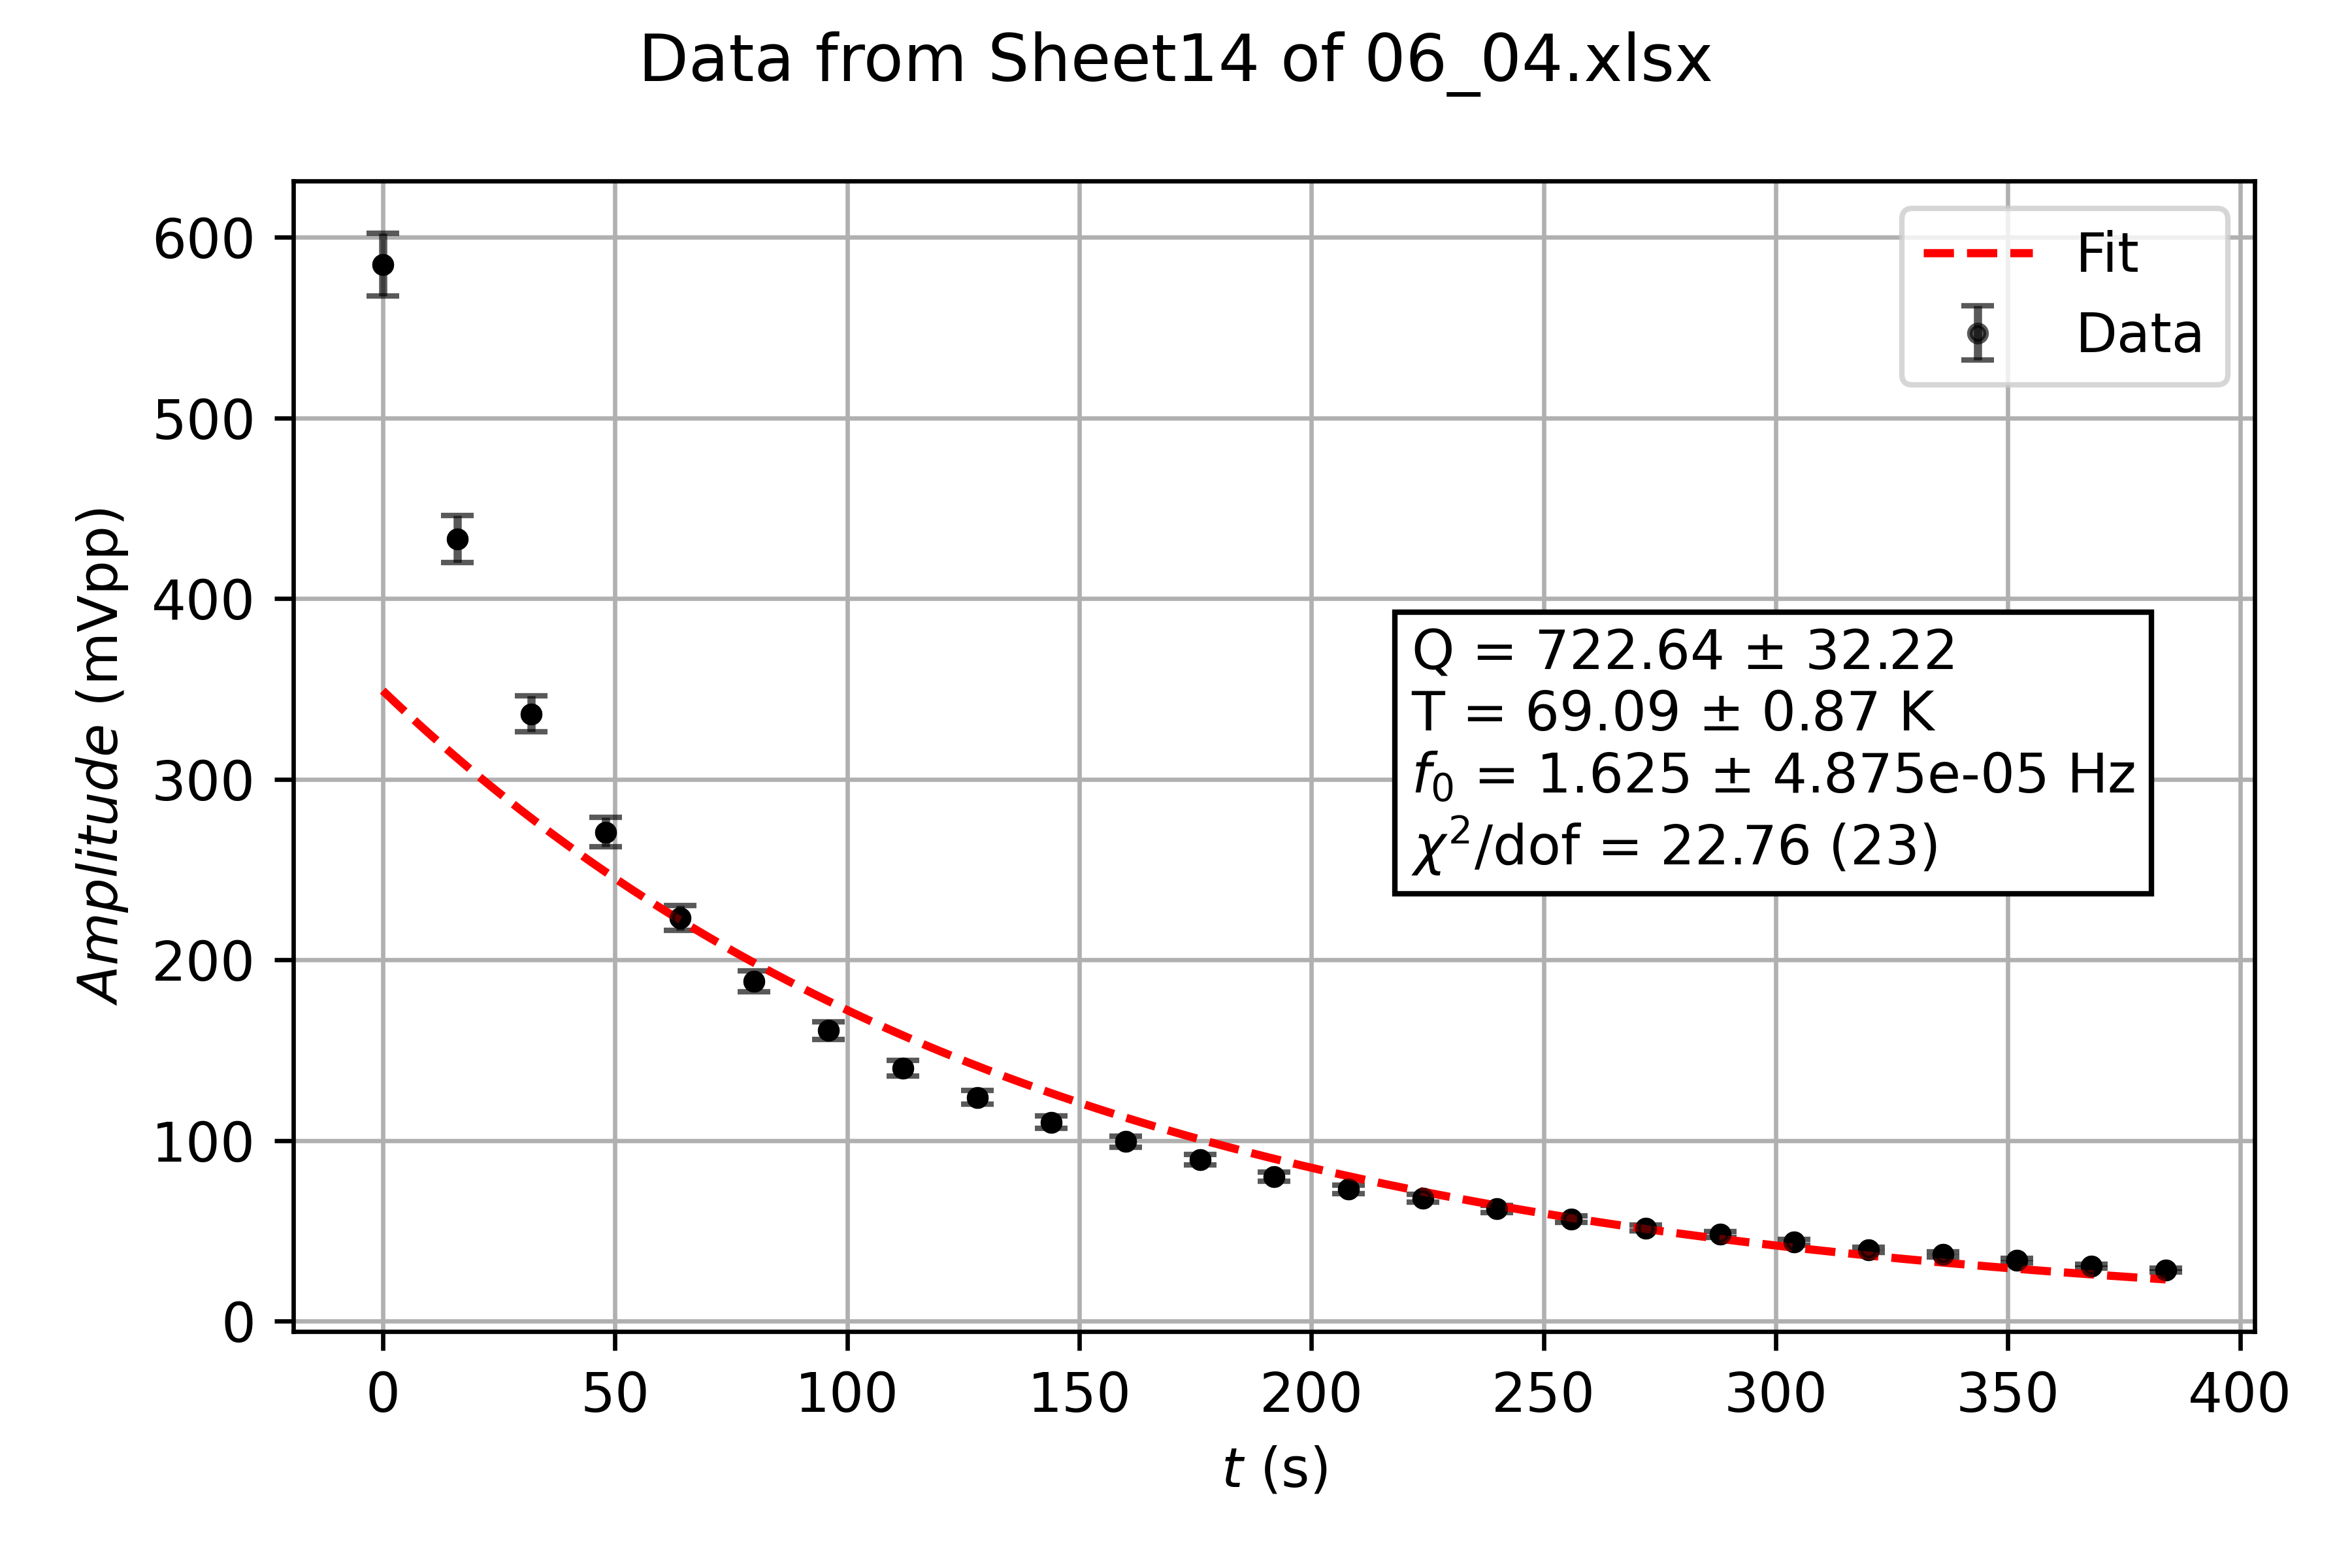 Data from Sheet14 of 06_04.xlsx
600
500
400
300
200
100
0
Amplitude (mVpp)
Fit
Data
Q = 722.64 ± 32.22
T = 69.09 ± 0.87 K
f₀ = 1.625 ± 4.875e-05 Hz
χ²/dof = 22.76 (23)
0 50 100 150 200 250 300 350 400
t (s)